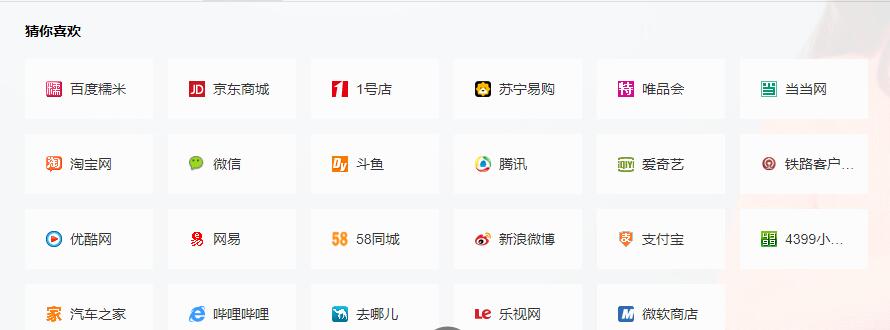 猜你喜欢
糯 百度糯米 JD 京东商城 1 1号店 苏宁易购 特 唯品会 当 当当网
淘 淘宝网 微信 Dy 斗鱼 腾讯 iQIYI 爱奇艺 铁路客户...
优酷网 易 网易 58 58同城 新浪微博 支 支付宝 4399 4399小...
家 汽车之家 哔哩哔哩 去哪儿 Le 乐视网 M 微软商店